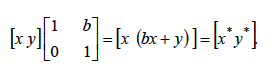 [x y][1 b
0 1]=[x (bx+y)]=[x* y*].